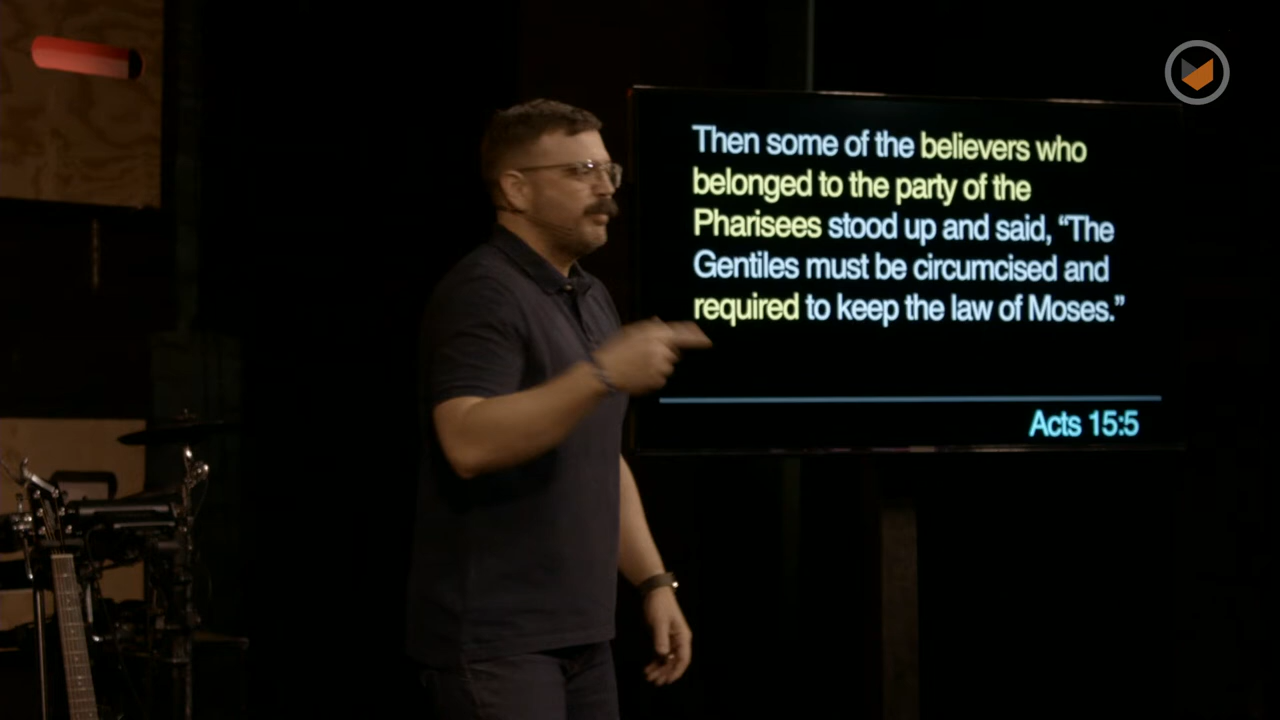 Then some of the believers who
belonged to the party of the
Pharisees stood up and said, “The
Gentiles must be circumcised and
required to keep the law of Moses.”
Acts 15:5